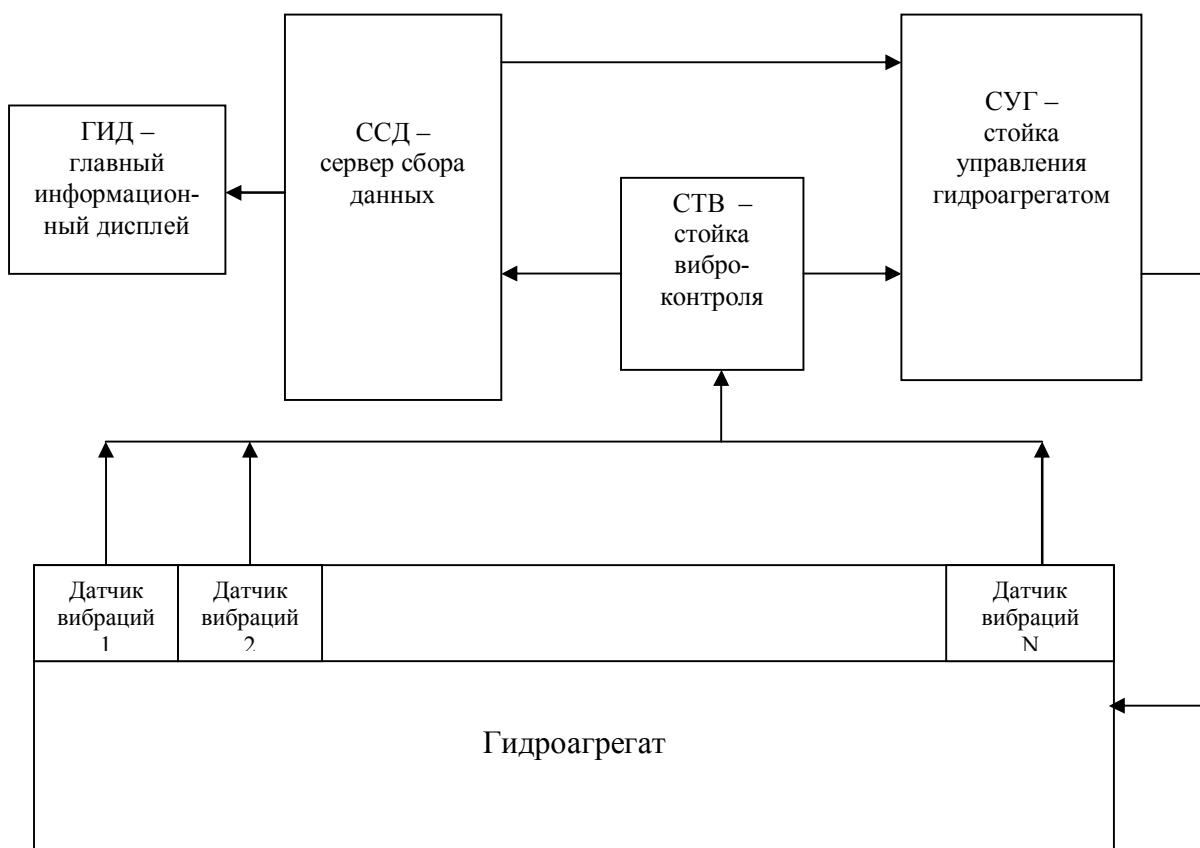 ГИД –
главный
информацион-
ный дисплей
ССД –
сервер сбора
данных
СТВ –
стойка
вибро-
контроля
СУГ –
стойка
управления
гидроагрегатом
Датчик
вибраций
1
Датчик
вибраций
2
Датчик
вибраций
N
Гидроагрегат